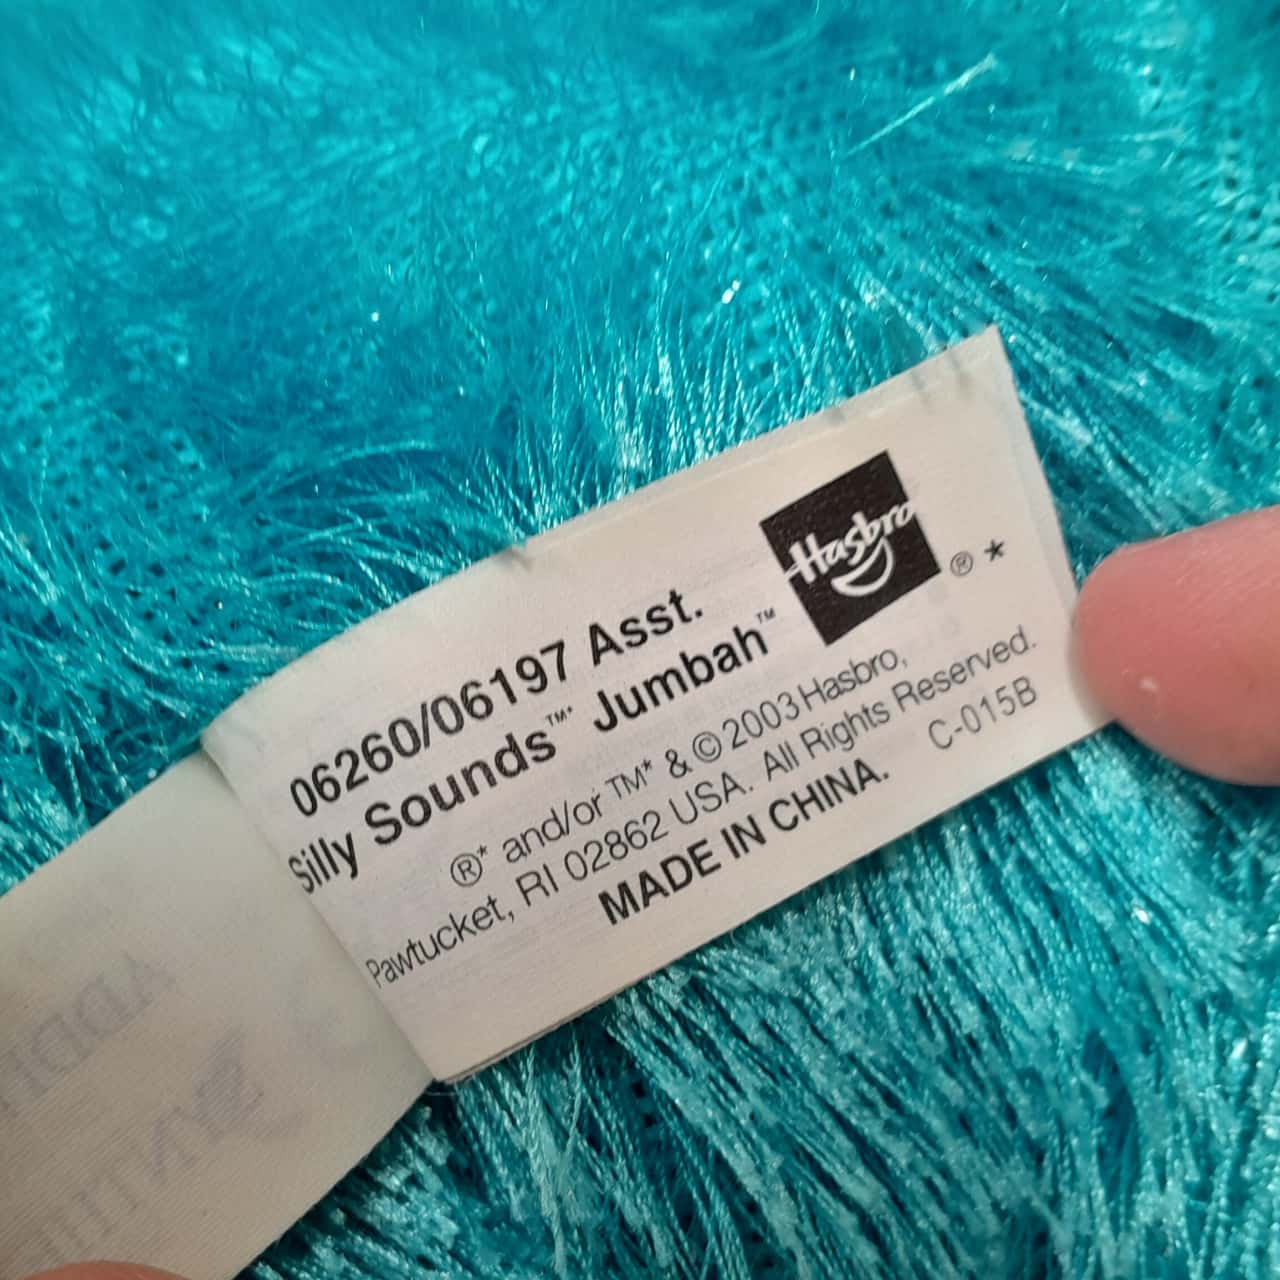 Hasbro
® *
06260/06197 Asst.
Silly Sounds™* Jumbah™
®* and/or TM* & © 2003 Hasbro,
Pawtucket, RI 02862 USA. All Rights Reserved.
MADE IN CHINA. C-015B